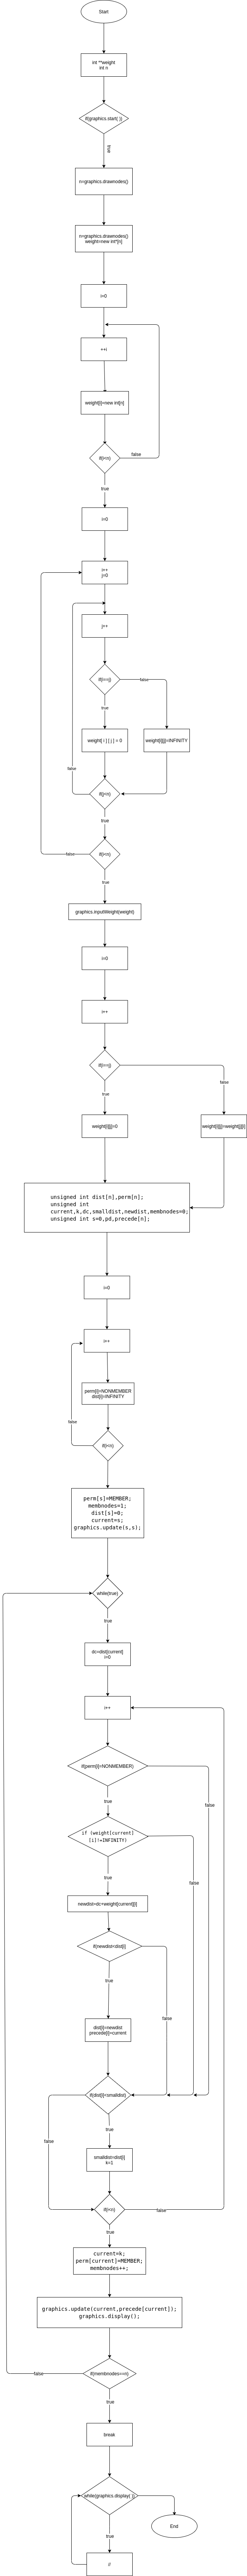 Start
int **weight
int n
if(graphics.start( ))
true
n=graphics.drawnodes()
n=graphics.drawnodes()
weight=new int*[n]
i=0
++i
weight[i]=new int[n]
if(i<n)
false
true
i=0
i++
j=0
j++
if(i==j)
false
true
weight[ i ] [ j ] = 0
weight[i][j]=INFINITY
if(j<n)
false
true
if(i<n)
false
true
graphics.inputWeight(weight)
i=0
i++
if(i==j)
false
true
weight[i][j]=0
weight[i][j]=weight[j][i]
unsigned int dist[n],perm[n];
unsigned int
current,k,dc,smalldist,newdist,membnodes=0;
unsigned int s=0,pd,precede[n];
i=0
i++
perm[i]=NONMEMBER
dist[i]=INFINITY
false
if(i<n)
perm[s]=MEMBER;
membnodes=1;
dist[s]=0;
current=s;
graphics.update(s,s);
while(true)
true
dc=dist[current]
i=0
i++
if(perm[i]=NONMEMBER)
false
true
if (weight[current]
[i]!=INFINITY)
false
true
newdist=dc+weight[current][i]
if(newdist<dist[i]
true
false
dist[i]=newdist
precede[i]=current
if(dist[i]<smalldist)
true
false
smalldist=dist[i]
k=1
if(i<n)
false
true
current=k;
perm[current]=MEMBER;
membnodes++;
graphics.update(current,precede[current]);
graphics.display();
if(membnodes==n)
false
true
break
while(graphics.display( ))
true
End
//